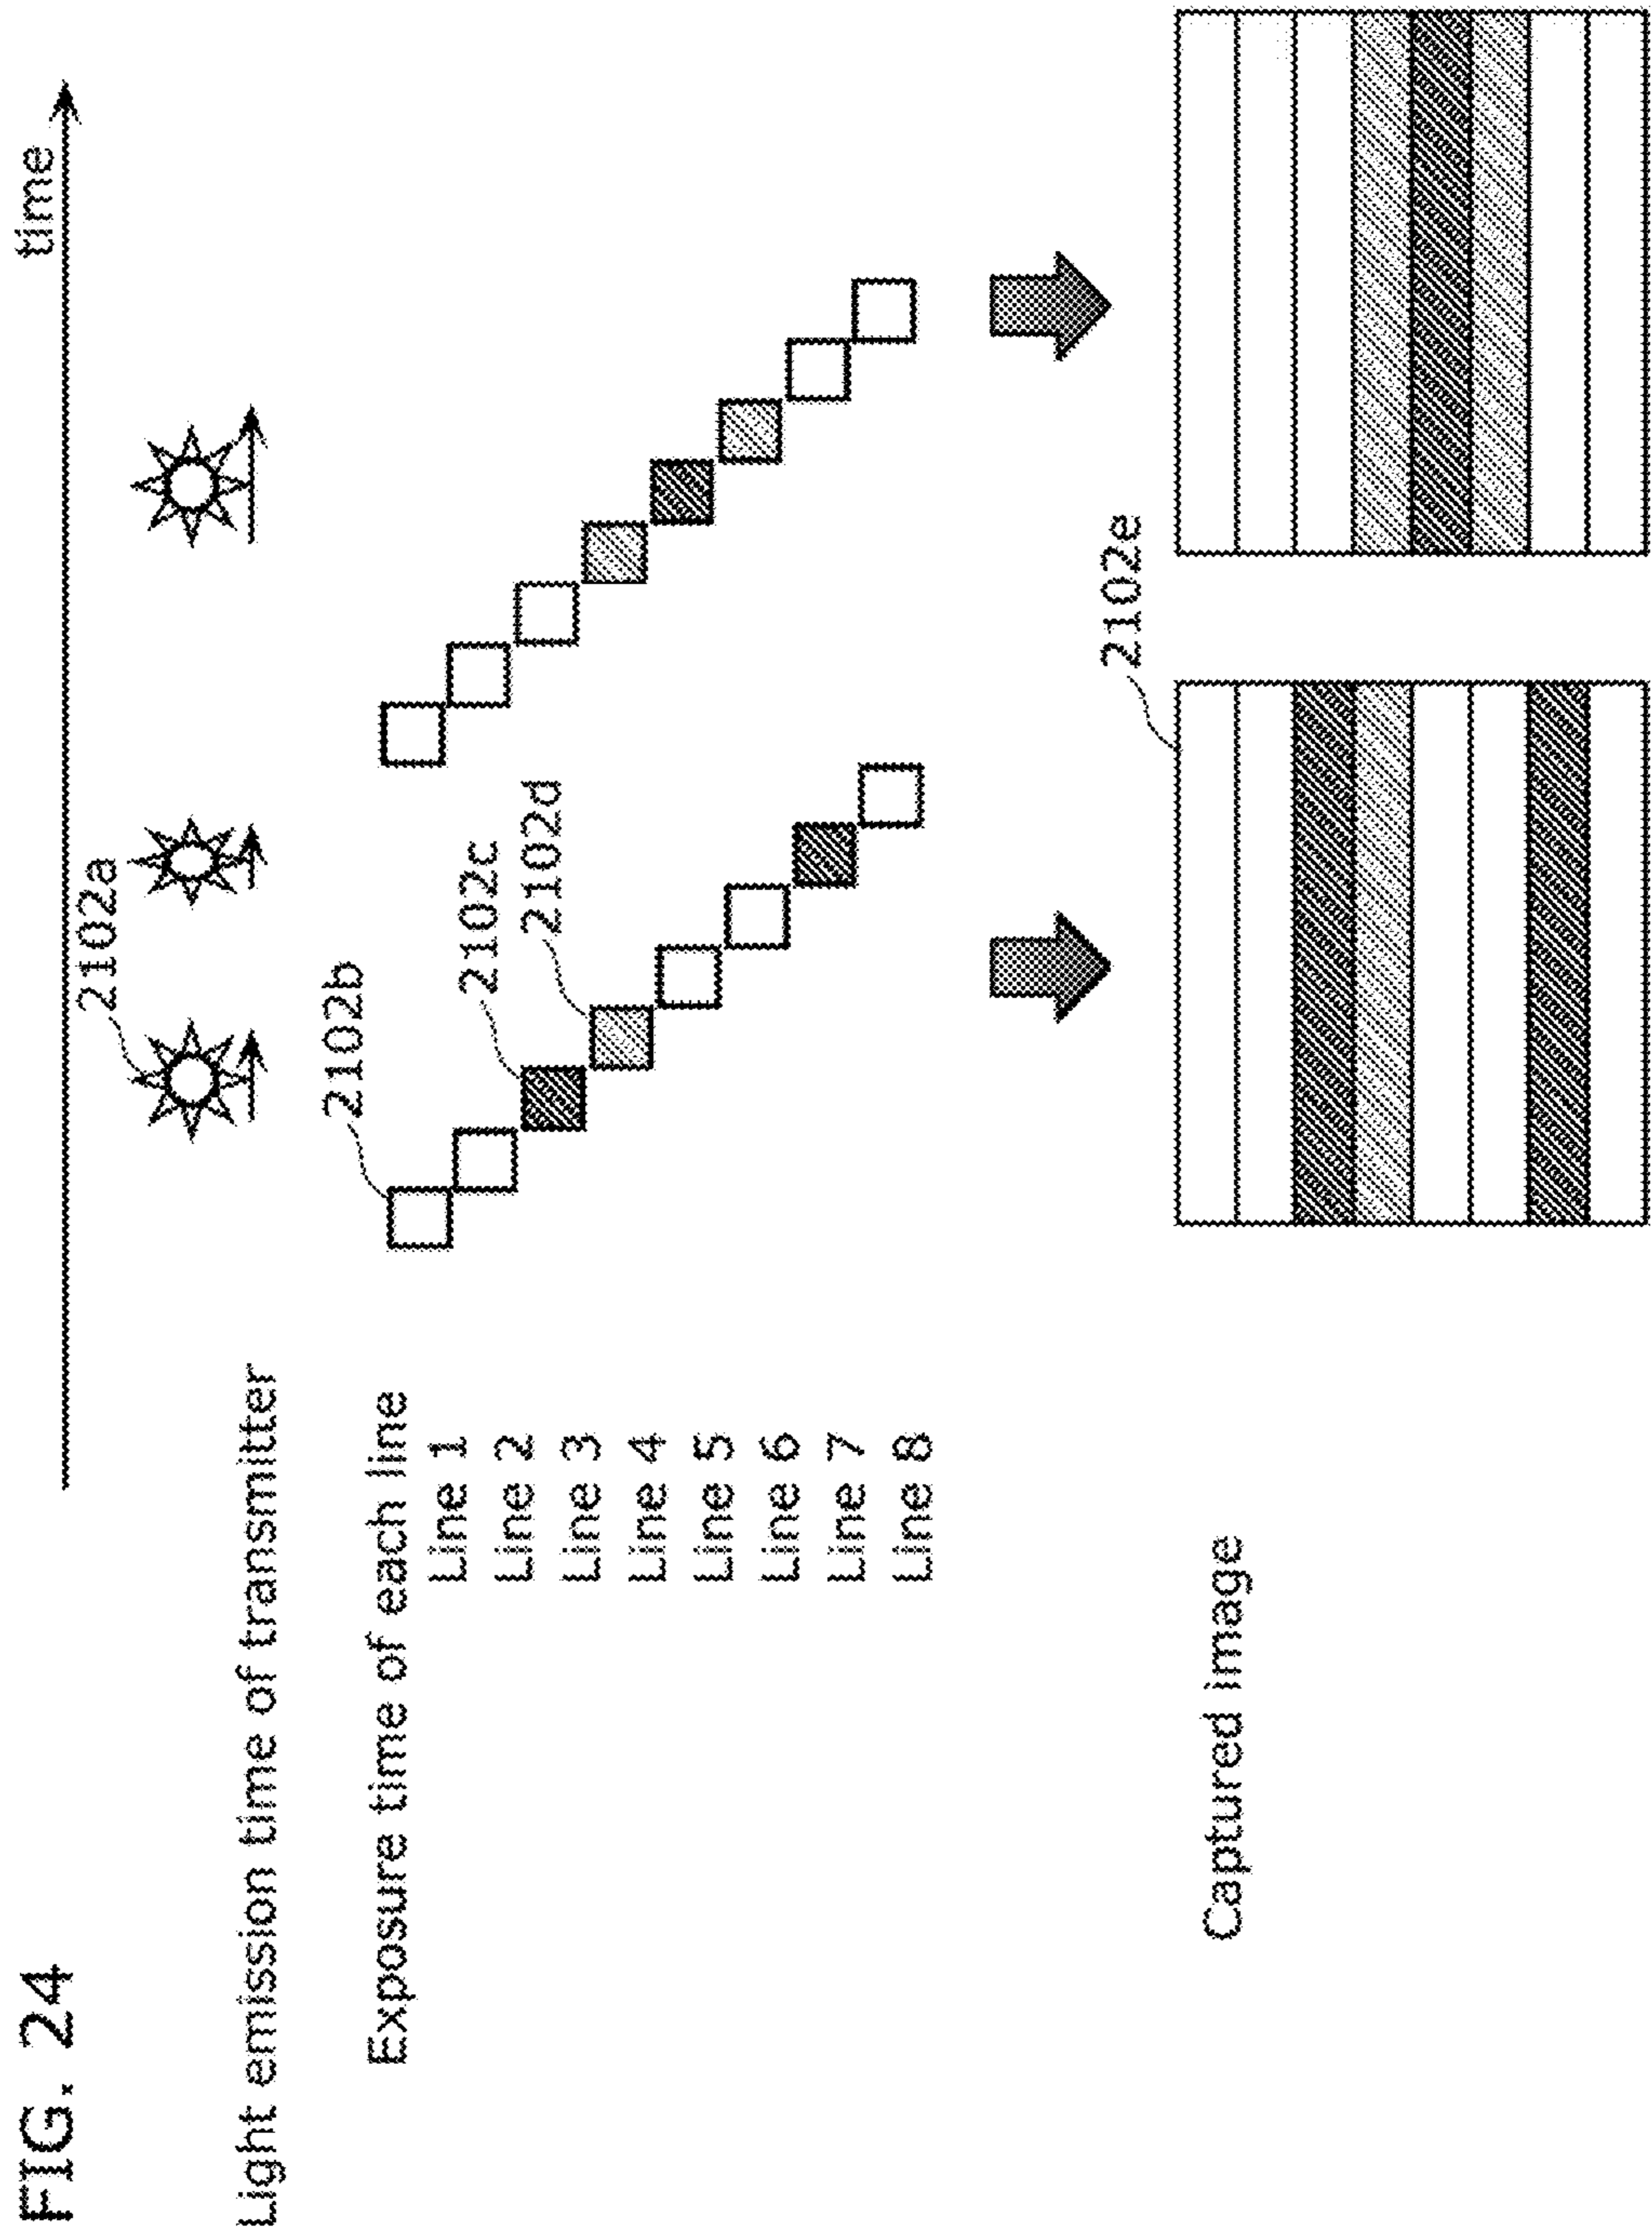 FIG. 24
time
Light emission time of transmitter
2102a
Exposure time of each line
2102b
Line 1
Line 2
2102c
Line 3
2102d
Line 4
Line 5
Line 6
Line 7
Line 8
2102e
Captured image